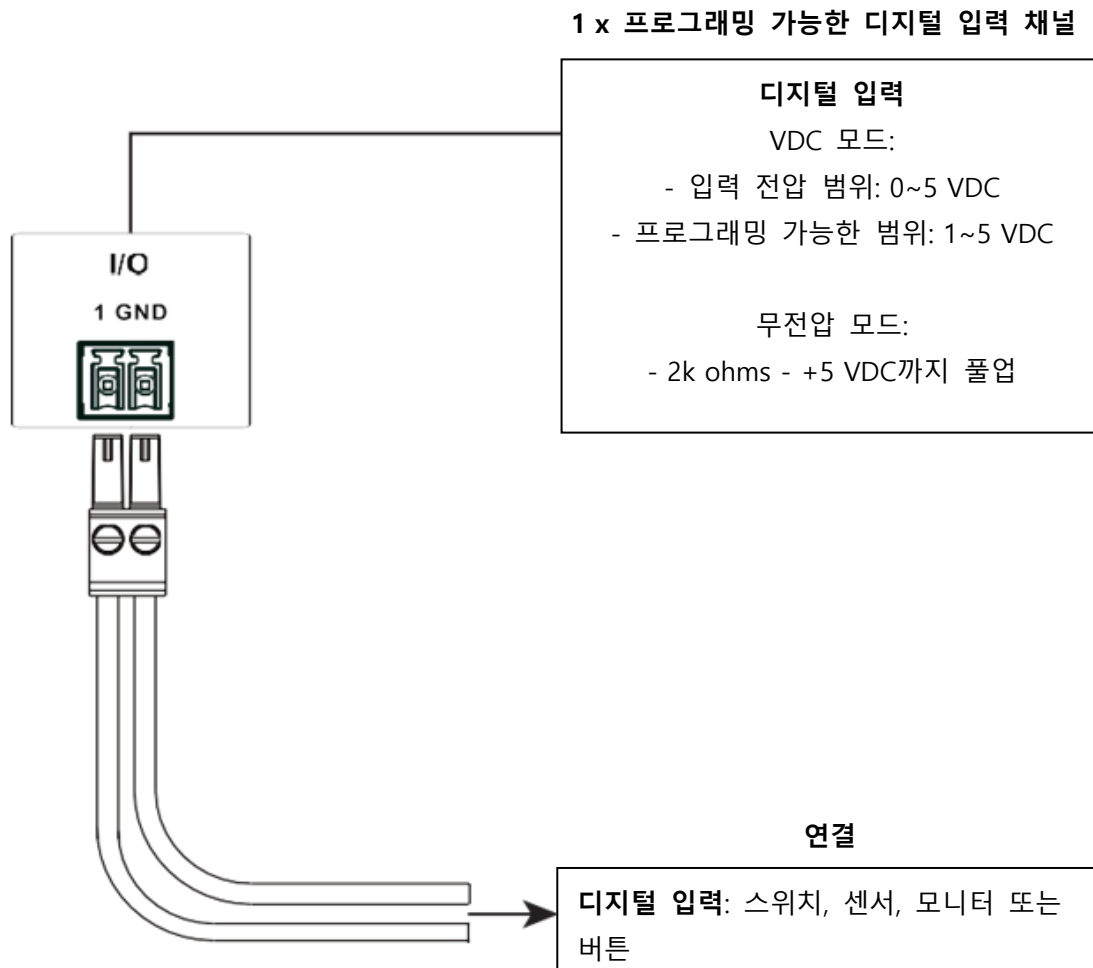 1 x 프로그래밍 가능한 디지털 입력 채널
디지털 입력
VDC 모드:
- 입력 전압 범위: 0~5 VDC
- 프로그래밍 가능한 범위: 1~5 VDC
무전압 모드:
- 2k ohms - +5 VDC까지 풀업
I/O
1 GND
연결
디지털 입력: 스위치, 센서, 모니터 또는
버튼